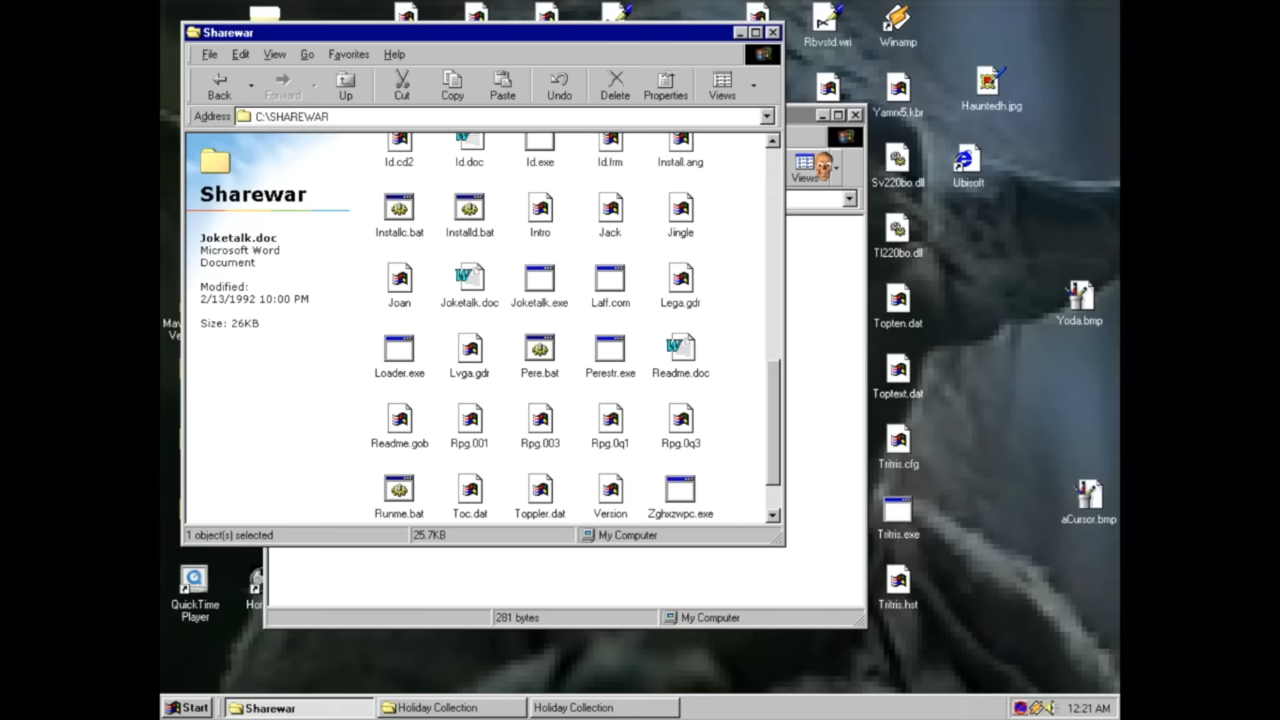 Sharewar
File Edit View Go Favorites Help
Back Forward Up Cut Copy Paste Undo Delete Properties Views
Address C:\SHAREWAR
Sharewar
Joketalk.doc
Microsoft Word
Document
Modified:
2/13/1992 10:00 PM
Size: 26KB
Id.cd2 Id.doc Id.exe Id.frm Install.ang
Installc.bat Installd.bat Intro Jack Jingle
Joan Joketalk.doc Joketalk.exe Laff.com Lega.gdr
Loader.exe Lvga.gdr Pere.bat Perestr.exe Readme.doc
Readme.gob Rpg.001 Rpg.003 Rpg.0q1 Rpg.0q3
Runme.bat Toc.dat Toppler.dat Version Zghxzwpc.exe
1 object(s) selected 25.7KB My Computer
Views
281 bytes My Computer
Rbvstd.wri Winamp
Yamrx5.kbr Hauntedh.jpg
Sv220bo.dll Ubisoft
Tl220bo.dll
Topten.dat Yoda.bmp
Toptext.dat
Tritris.cfg
Tritris.exe aCursor.bmp
Tritris.hst
QuickTime
Player
Start Sharewar Holiday Collection Holiday Collection 12:21 AM